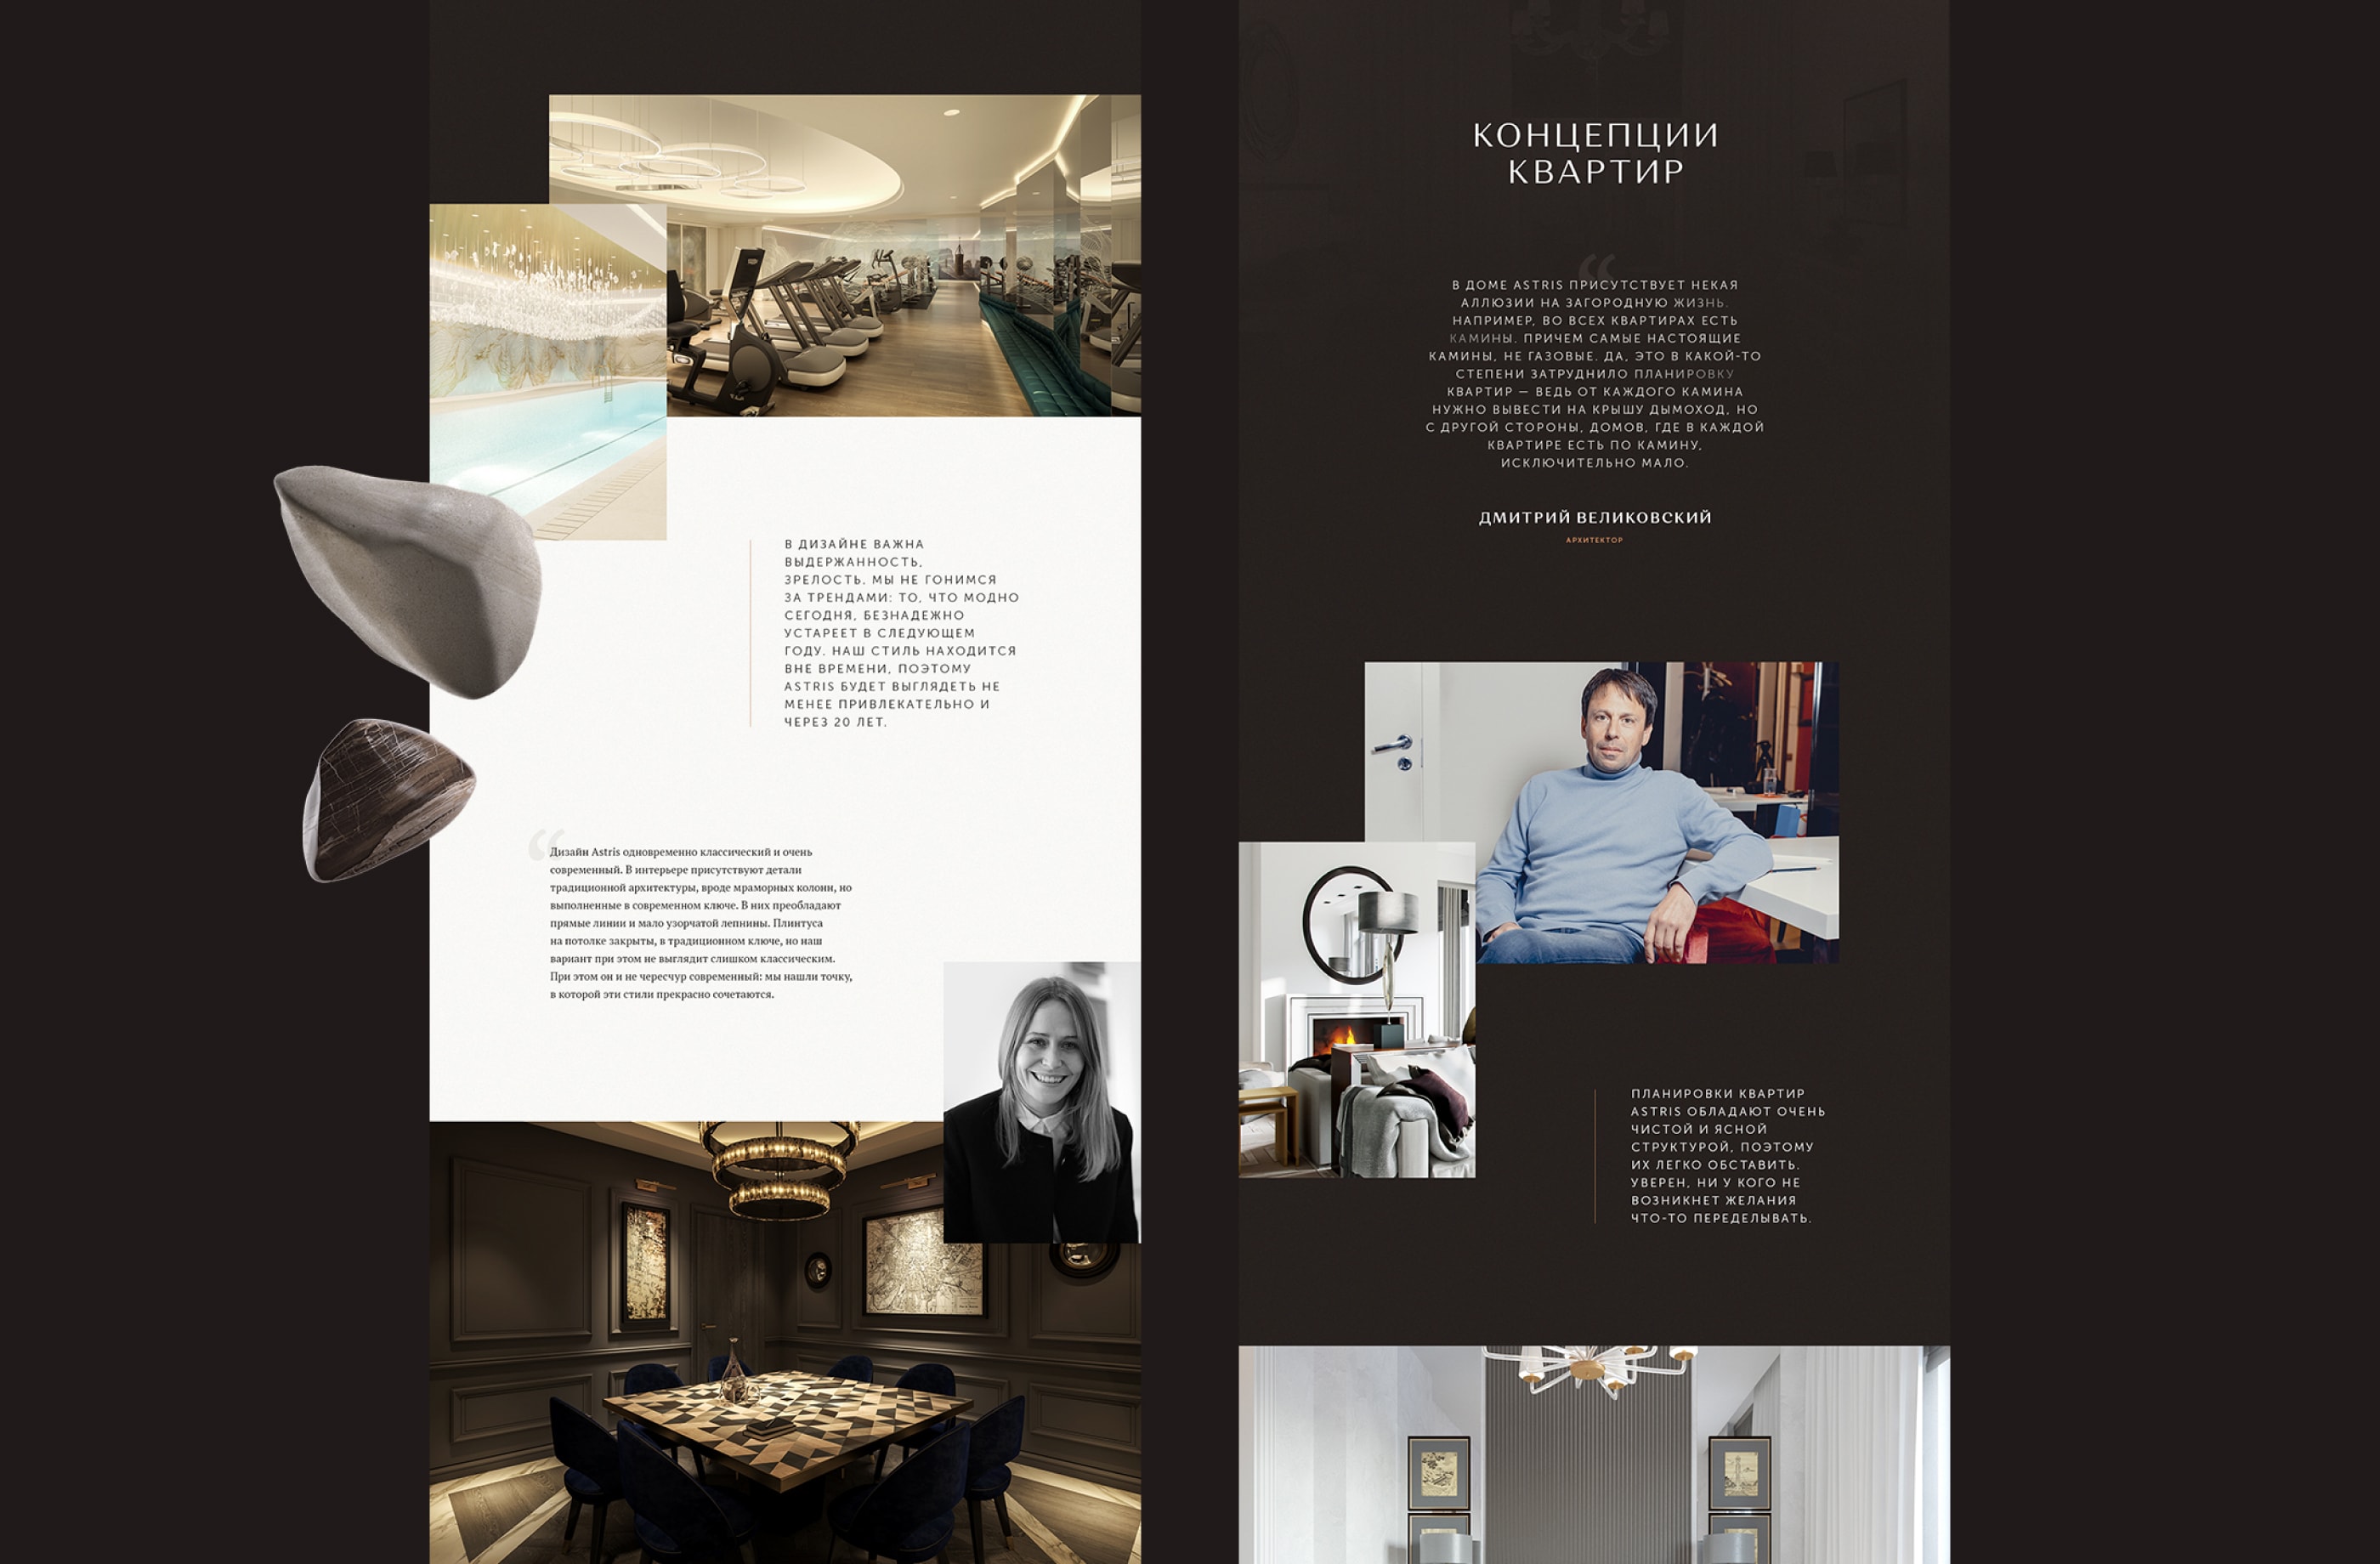 В ДИЗАЙНЕ ВАЖНА
ВЫДЕРЖАННОСТЬ,
ЗРЕЛОСТЬ. МЫ НЕ ГОНИМСЯ
ЗА ТРЕНДАМИ: ТО, ЧТО МОДНО
СЕГОДНЯ, БЕЗНАДЕЖНО
УСТАРЕЕТ В СЛЕДУЮЩЕМ
ГОДУ. НАШ СТИЛЬ НАХОДИТСЯ
ВНЕ ВРЕМЕНИ, ПОЭТОМУ
ASTRIS БУДЕТ ВЫГЛЯДЕТЬ НЕ
МЕНЕЕ ПРИВЛЕКАТЕЛЬНО И
ЧЕРЕЗ 20 ЛЕТ.
“
Дизайн Astris одновременно классический и очень
современный. В интерьере присутствуют детали
традиционной архитектуры, вроде мраморных колонн, но
выполненные в современном ключе. В них преобладают
прямые линии и мало узорчатой лепнины. Плинтуса
на потолке закрыты, в традиционном ключе, но наш
вариант при этом не выглядит слишком классическим.
При этом он и не чересчур современный: мы нашли точку,
в которой эти стили прекрасно сочетаются.
КОНЦЕПЦИИ
КВАРТИР
“
В ДОМЕ ASTRIS ПРИСУТСТВУЕТ НЕКАЯ
АЛЛЮЗИИ НА ЗАГОРОДНУЮ ЖИЗНЬ.
НАПРИМЕР, ВО ВСЕХ КВАРТИРАХ ЕСТЬ
КАМИНЫ. ПРИЧЕМ САМЫЕ НАСТОЯЩИЕ
КАМИНЫ, НЕ ГАЗОВЫЕ. ДА, ЭТО В КАКОЙ-ТО
СТЕПЕНИ ЗАТРУДНИЛО ПЛАНИРОВКУ
КВАРТИР — ВЕДЬ ОТ КАЖДОГО КАМИНА
НУЖНО ВЫВЕСТИ НА КРЫШУ ДЫМОХОД, НО
С ДРУГОЙ СТОРОНЫ, ДОМОВ, ГДЕ В КАЖДОЙ
КВАРТИРЕ ЕСТЬ ПО КАМИНУ,
ИСКЛЮЧИТЕЛЬНО МАЛО.
ДМИТРИЙ ВЕЛИКОВСКИЙ
АРХИТЕКТОР
ПЛАНИРОВКИ КВАРТИР
ASTRIS ОБЛАДАЮТ ОЧЕНЬ
ЧИСТОЙ И ЯСНОЙ
СТРУКТУРОЙ, ПОЭТОМУ
ИХ ЛЕГКО ОБСТАВИТЬ.
УВЕРЕН, НИ У КОГО НЕ
ВОЗНИКНЕТ ЖЕЛАНИЯ
ЧТО-ТО ПЕРЕДЕЛЫВАТЬ.